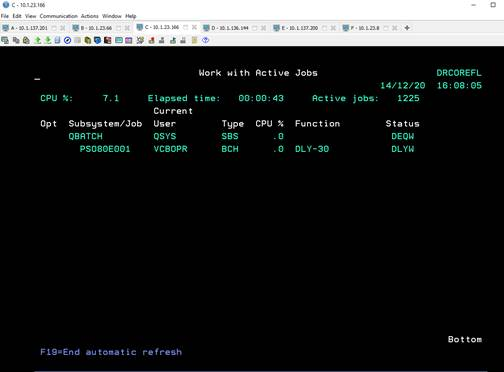 C - 10.1.23.166
File Edit View Communication Actions Window Help
A - 10.1.137.201 B - 10.1.23.66 C - 10.1.23.166 D - 10.1.136.144 E - 10.1.137.200 F - 10.1.23.8
Work with Active Jobs DRCOREFL
14/12/20 16:08:05
CPU %: 7.1 Elapsed time: 00:00:43 Active jobs: 1225
Current
Opt Subsystem/Job User Type CPU % Function Status
QBATCH QSYS SBS .0 DEQW
PS080E001 VCBOPR BCH .0 DLY-30 DLYW
Bottom
F19=End automatic refresh